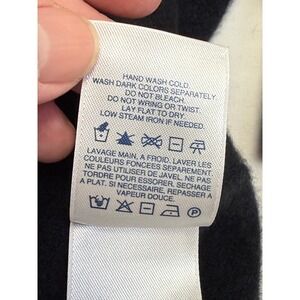 HAND WASH COLD.
WASH DARK COLORS SEPARATELY
DO NOT BLEACH.
DO NOT WRING OR TWIST.
LAY FLAT TO DRY.
LOW STEAM IRON IF NEEDED.
LAVAGE MAIN, A FROID. LAVER LES
COULEURS FONCEES SEPAREMENT.
NE PAS UTILISER DE JAVEL. NE PAS
TORDRE POUR ESSORER. SECHAGE
A PLAT. SI NECESSAIRE, REPASSER A
VAPEUR DOUCE.
P